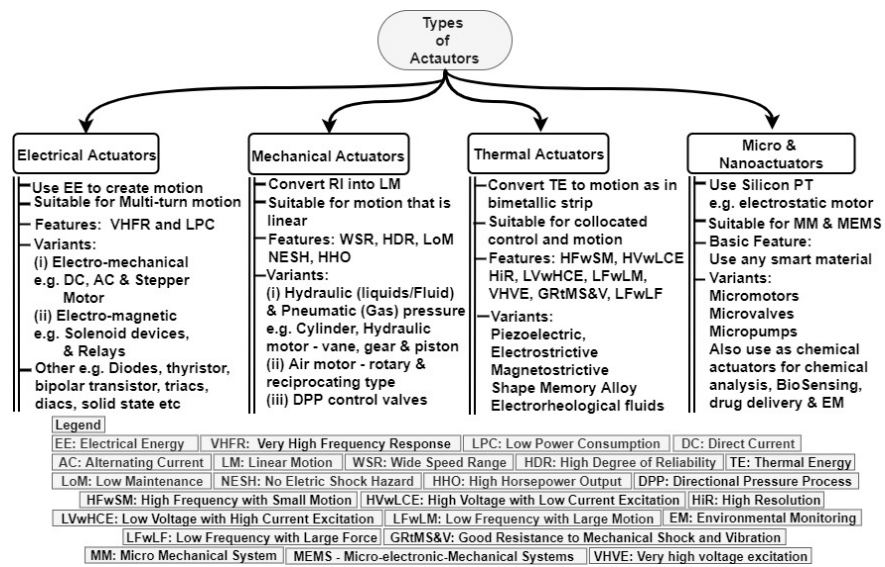 Types
of
Actautors
Electrical Actuators
Use EE to create motion
Suitable for Multi-turn motion
Features: VHFR and LPC
Variants:
(i) Electro-mechanical
e.g. DC, AC & Stepper
Motor
(ii) Electro-magnetic
e.g. Solenoid devices,
& Relays
Other e.g. Diodes, thyristor,
bipolar transistor, triacs,
diacs, solid state etc
Mechanical Actuators
Convert RI into LM
Suitable for motion that is
linear
Features: WSR, HDR, LoM
NESH, HHO
Variants:
(i) Hydraulic (liquids/Fluid)
& Pneumatic (Gas) pressure
e.g. Cylinder, Hydraulic
motor - vane, gear & piston
(ii) Air motor - rotary &
reciprocating type
(iii) DPP control valves
Thermal Actuators
Convert TE to motion as in
bimetallic strip
Suitable for collocated
control and motion
Features: HFwSM, HVwLCE
HiR, LVwHCE, LFwLM,
VHVE, GRtMS&V, LFwLF
Variants:
Piezoelectric,
Electrostrictive
Magnetostrictive
Shape Memory Alloy
Electrorheological fluids
Micro &
Nanoactuators
Use Silicon PT
e.g. electrostatic motor
Suitable for MM & MEMS
Basic Feature:
Use any smart material
Variants:
Micromotors
Microvalves
Micropumps
Also use as chemical
actuators for chemical
analysis, BioSensing,
drug delivery & EM
Legend
EE: Electrical Energy VHFR: Very High Frequency Response LPC: Low Power Consumption DC: Direct Current
AC: Alternating Current LM: Linear Motion WSR: Wide Speed Range HDR: High Degree of Reliability TE: Thermal Energy
LoM: Low Maintenance NESH: No Eletric Shock Hazard HHO: High Horsepower Output DPP: Directional Pressure Process
HFwSM: High Frequency with Small Motion HVwLCE: High Voltage with Low Current Excitation HiR: High Resolution
LVwHCE: Low Voltage with High Current Excitation LFwLM: Low Frequency with Large Motion EM: Environmental Monitoring
LFwLF: Low Frequency with Large Force GRtMS&V: Good Resistance to Mechanical Shock and Vibration
MM: Micro Mechanical System MEMS - Micro-electronic-Mechanical Systems VHVE: Very high voltage excitation